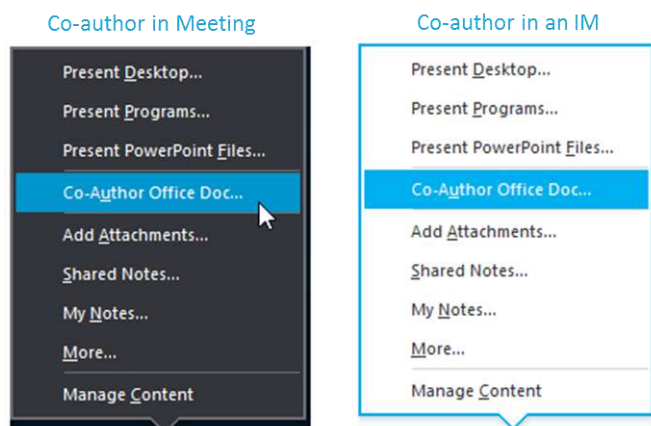 Co-author in Meeting
Present Desktop...
Present Programs...
Present PowerPoint Files...
Co-Author Office Doc...
Add Attachments...
Shared Notes...
My Notes...
More...
Manage Content
Co-author in an IM
Present Desktop...
Present Programs...
Present PowerPoint Files...
Co-Author Office Doc...
Add Attachments...
Shared Notes...
My Notes...
More...
Manage Content